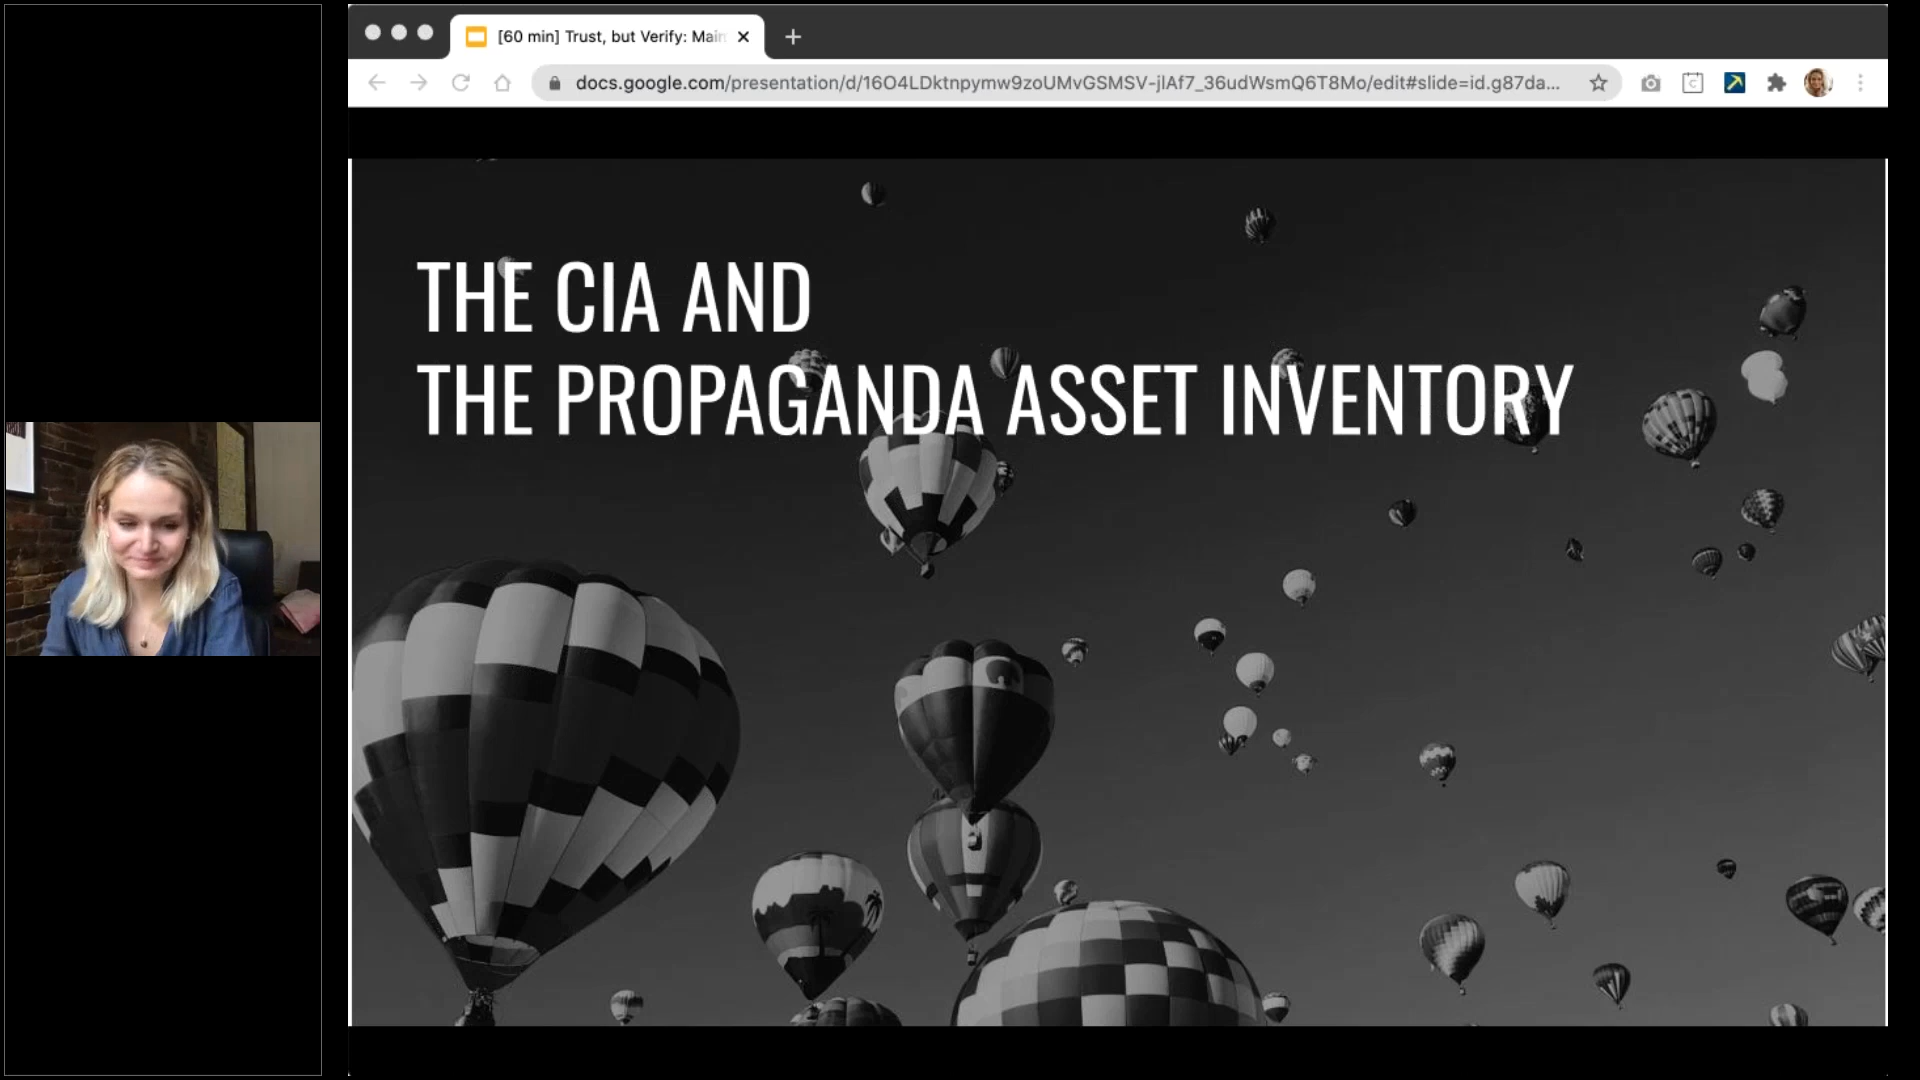 [60 min] Trust, but Verify: Main
docs.google.com/presentation/d/16O4LDktnpymw9zoUMvGSMSV-jlAf7_36udWsmQ6T8Mo/edit#slide=id.g87da...
THE CIA AND
THE PROPAGANDA ASSET INVENTORY